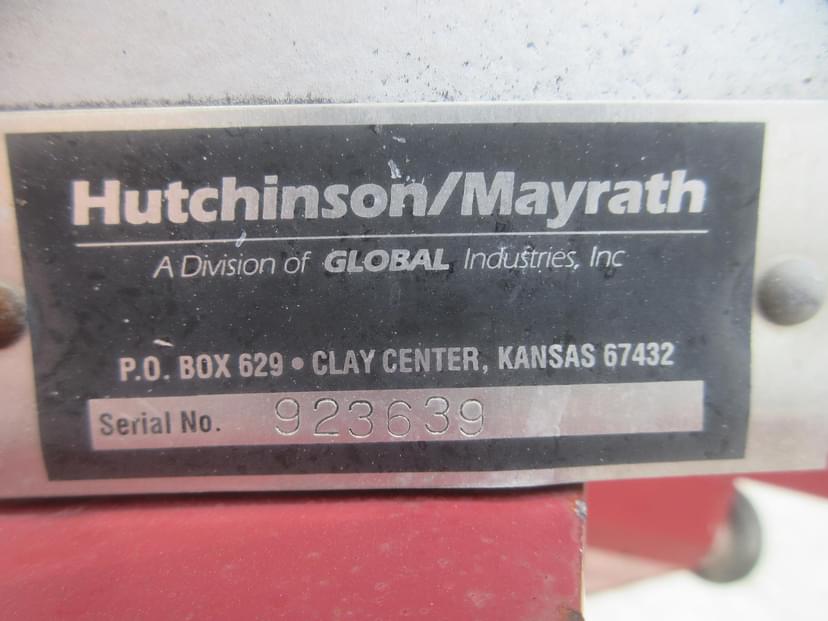 Hutchinson/Mayrath
A Division of GLOBAL Industries, Inc
P.O. BOX 629 • CLAY CENTER, KANSAS 67432
Serial No. 923639